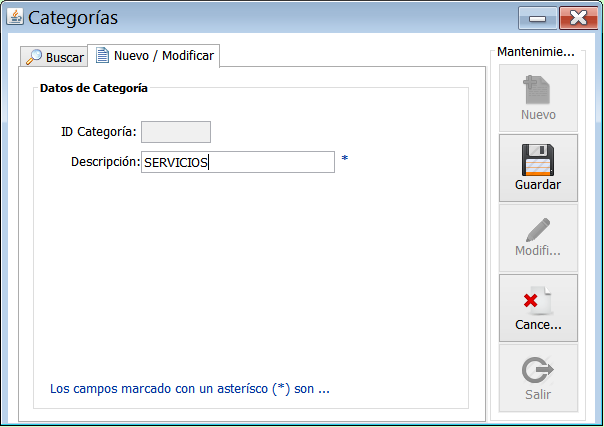 Categorías
Buscar
Nuevo / Modificar
Datos de Categoría
ID Categoría:
Descripción: SERVICIOS *
Los campos marcado con un asterísco (*) son ...
Mantenimie...
Nuevo
Guardar
Modifi...
Cance...
Salir